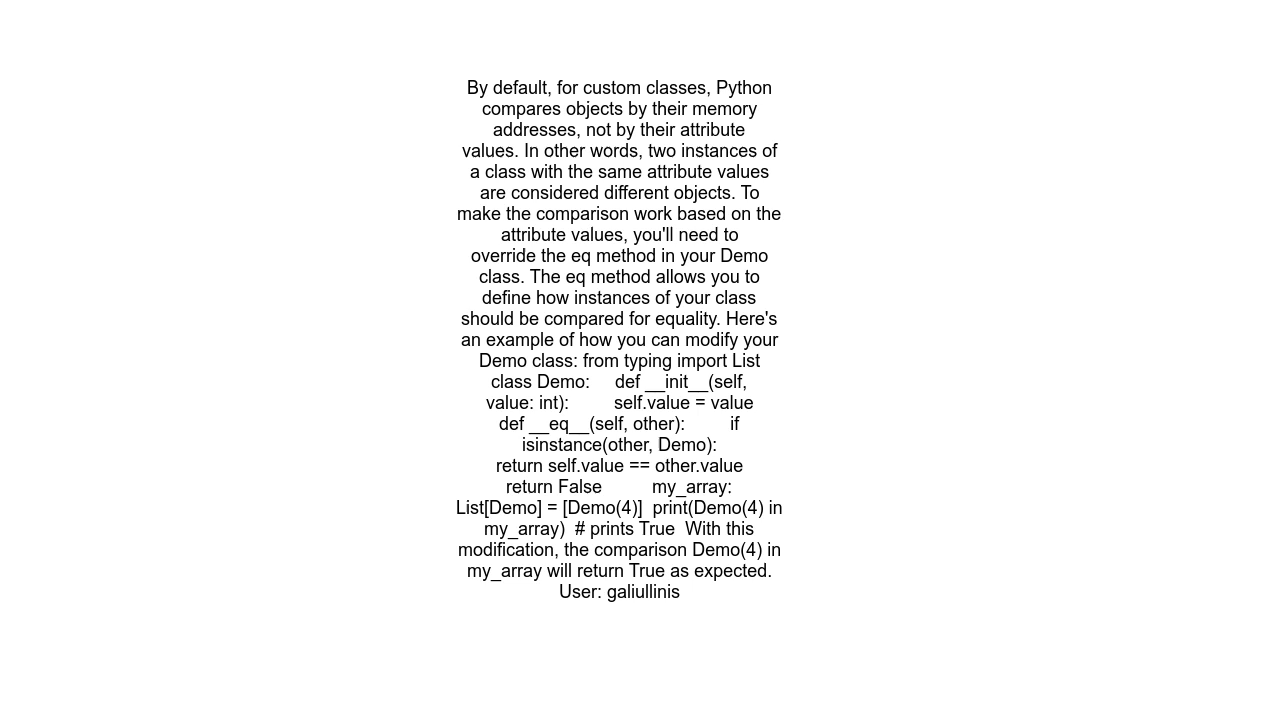 By default, for custom classes, Python
compares objects by their memory
addresses, not by their attribute
values. In other words, two instances of
a class with the same attribute values
are considered different objects. To
make the comparison work based on the
attribute values, you'll need to
override the eq method in your Demo
class. The eq method allows you to
define how instances of your class
should be compared for equality. Here's
an example of how you can modify your
Demo class: from typing import List
class Demo:     def __init__(self,
value: int):         self.value = value
def __eq__(self, other):         if
isinstance(other, Demo):
return self.value == other.value
return False          my_array:
List[Demo] = [Demo(4)]  print(Demo(4) in
my_array)  # prints True  With this
modification, the comparison Demo(4) in
my_array will return True as expected.
User: galiullinis